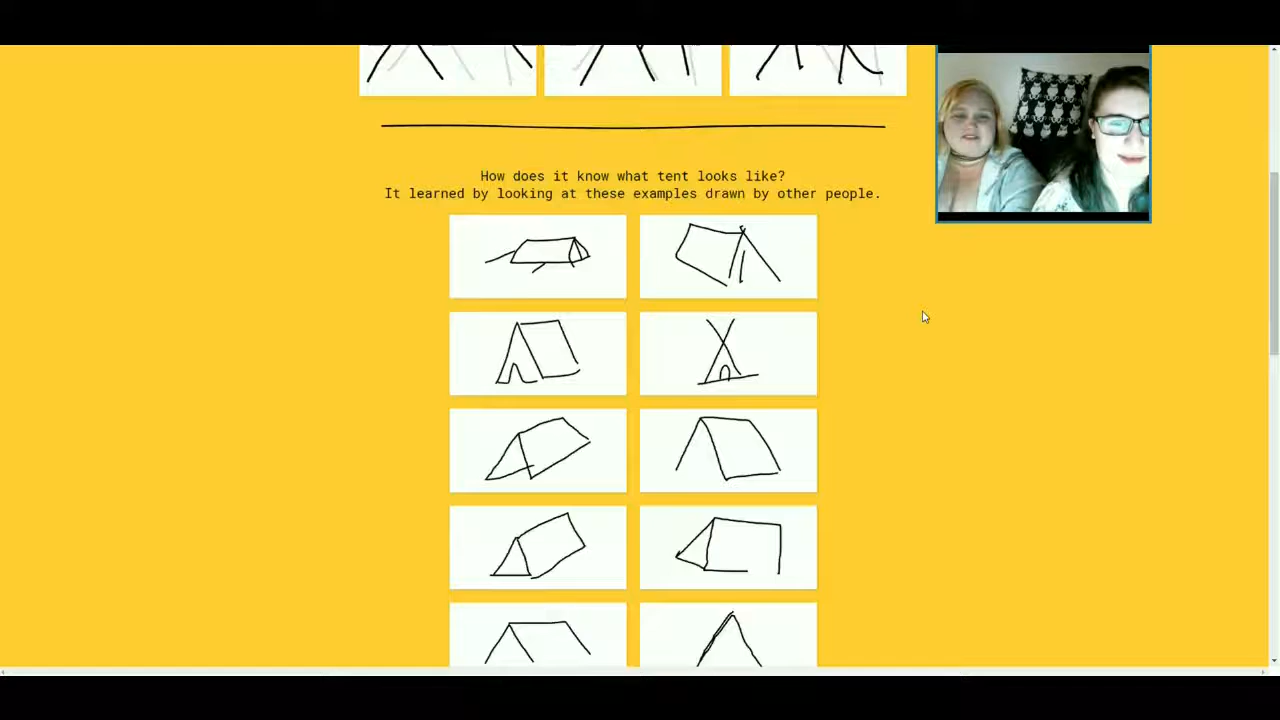 How does it know what tent looks like?
It learned by looking at these examples drawn by other people.